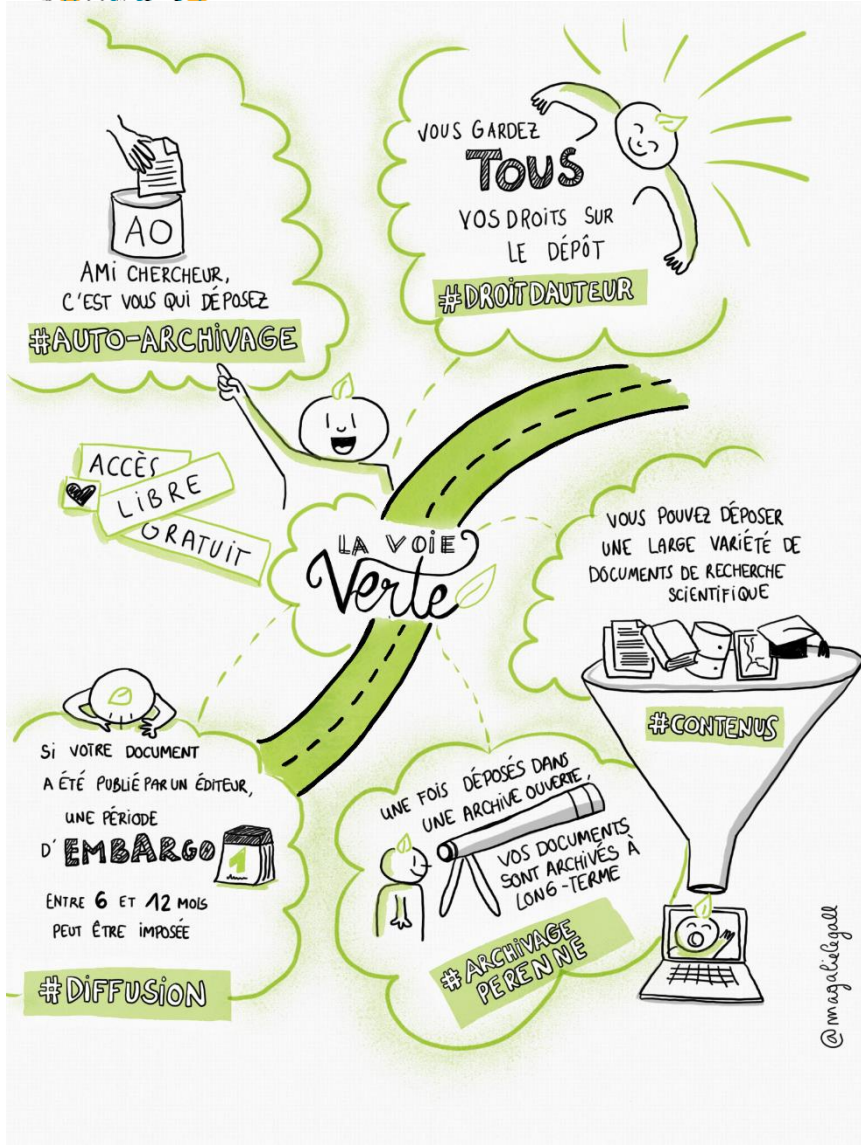 AO
AMI CHERCHEUR,
C'EST VOUS QUI DÉPOSEZ
#AUTO-ARCHIVAGE
VOUS GARDEZ
TOUS
VOS DROITS SUR
LE DÉPÔT
#DROITDAUTEUR
ACCÈS
LIBRE
GRATUIT
LA VOIE
Verte
VOUS POUVEZ DÉPOSER
UNE LARGE VARIÉTÉ DE
DOCUMENTS DE RECHERCHE
SCIENTIFIQUE
#CONTENUS
SI VOTRE DOCUMENT
A ÉTÉ PUBLIÉ PAR UN ÉDITEUR,
UNE PÉRIODE
D'EMBARGO
1
ENTRE 6 ET 12 MOIS
PEUT ÊTRE IMPOSÉE
#DIFFUSION
UNE FOIS DÉPOSÉS DANS
UNE ARCHIVE OUVERTE,
VOS DOCUMENTS
SONT ARCHIVÉS À
LONG-TERME
#ARCHIVAGE
PERENNE
@magalielegall